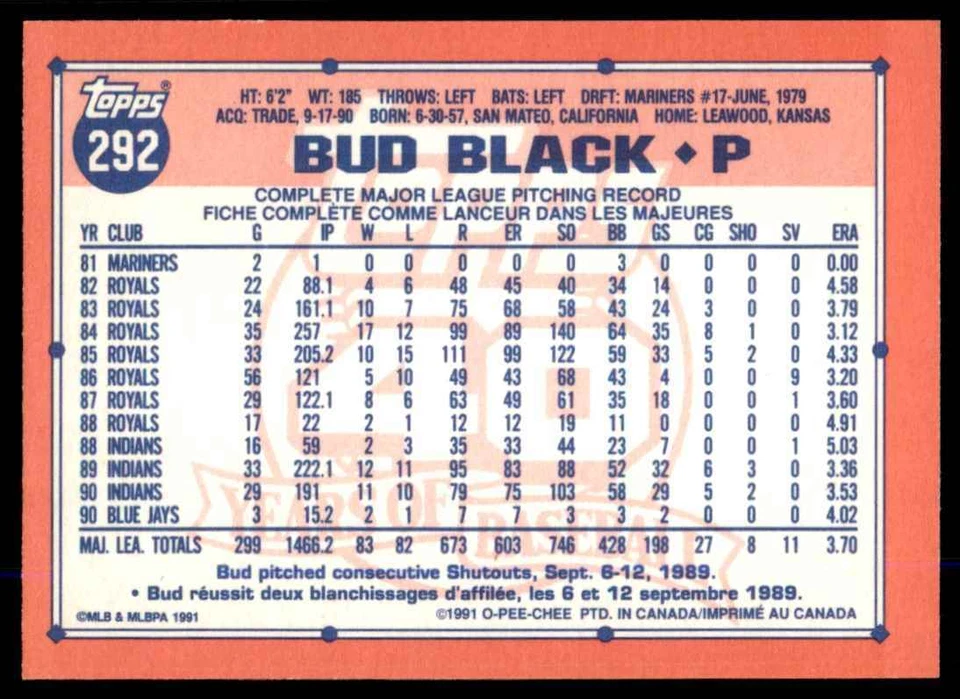 Topps®
292
HT: 6'2" WT: 185 THROWS: LEFT BATS: LEFT DRFT: MARINERS #17-JUNE, 1979
ACQ: TRADE, 9-17-90 BORN: 6-30-57, SAN MATEO, CALIFORNIA HOME: LEAWOOD, KANSAS
BUD BLACK ♦ P
COMPLETE MAJOR LEAGUE PITCHING RECORD
FICHE COMPLÈTE COMME LANCEUR DANS LES MAJEURES
YR CLUB G IP W L R ER SO BB GS CG SHO SV ERA
81 MARINERS 2 1 0 0 0 0 0 3 0 0 0 0 0.00
82 ROYALS 22 88.1 4 6 48 45 40 34 14 0 0 0 4.58
83 ROYALS 24 161.1 10 7 75 68 58 43 24 3 0 0 3.79
84 ROYALS 35 257 17 12 99 89 140 64 35 8 1 0 3.12
85 ROYALS 33 205.2 10 15 111 99 122 59 33 5 2 0 4.33
86 ROYALS 56 121 5 10 49 43 68 43 4 0 0 9 3.20
87 ROYALS 29 122.1 8 6 63 49 61 35 18 0 0 1 3.60
88 ROYALS 17 22 2 1 12 12 19 11 0 0 0 0 4.91
88 INDIANS 16 59 2 3 35 33 44 23 7 0 0 1 5.03
89 INDIANS 33 222.1 12 11 95 83 88 52 32 6 3 0 3.36
90 INDIANS 29 191 11 10 79 75 103 58 29 5 2 0 3.53
90 BLUE JAYS 3 15.2 2 1 7 7 3 3 2 0 0 0 4.02
MAJ. LEA. TOTALS 299 1466.2 83 82 673 603 746 428 198 27 8 11 3.70
Topps
40
YEARS OF BASEBALL
Bud pitched consecutive Shutouts, Sept. 6-12, 1989.
• Bud réussit deux blanchissages d'affilée, les 6 et 12 septembre 1989.
©MLB & MLBPA 1991 ©1991 O-PEE-CHEE PTD. IN CANADA/IMPRIMÉ AU CANADA